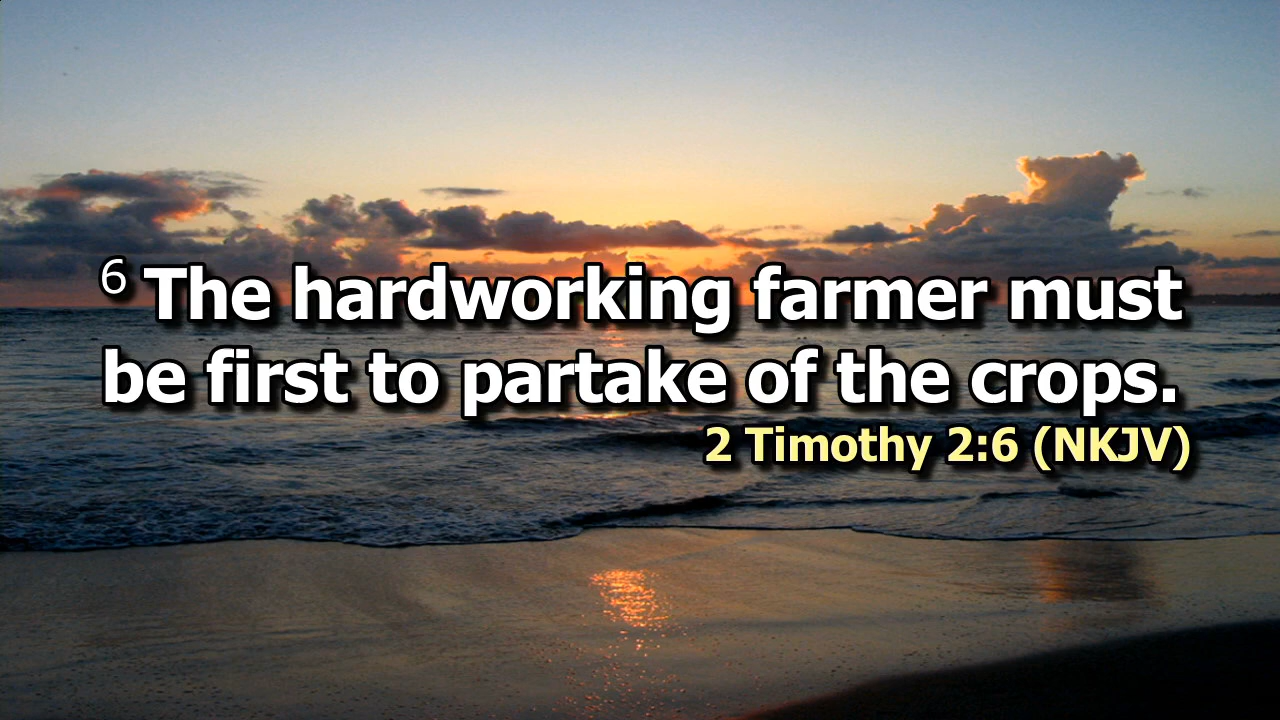 6 The hardworking farmer must
be first to partake of the crops.
2 Timothy 2:6 (NKJV)